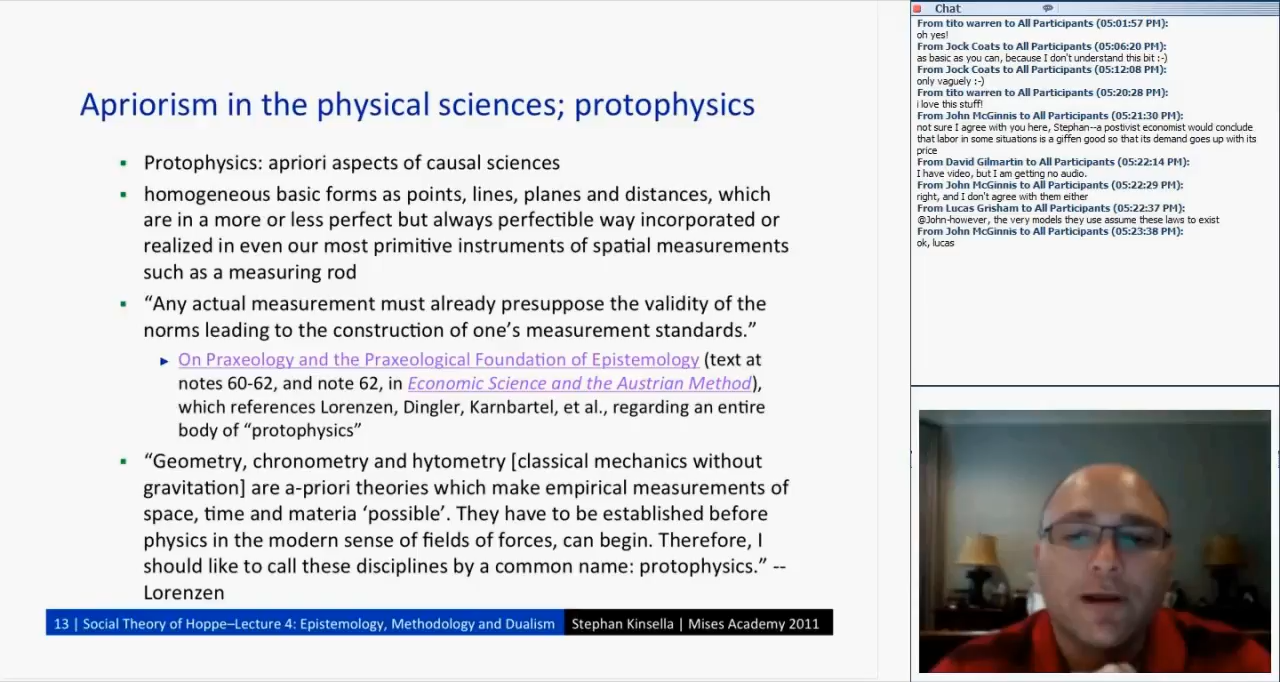 Apriorism in the physical sciences; protophysics
Protophysics: apriori aspects of causal sciences
homogeneous basic forms as points, lines, planes and distances, which
are in a more or less perfect but always perfectible way incorporated or
realized in even our most primitive instruments of spatial measurements
such as a measuring rod
“Any actual measurement must already presuppose the validity of the
norms leading to the construction of one’s measurement standards.”
On Praxeology and the Praxeological Foundation of Epistemology (text at
notes 60-62, and note 62, in Economic Science and the Austrian Method),
which references Lorenzen, Dingler, Karnbartel, et al., regarding an entire
body of “protophysics”
“Geometry, chronometry and hytometry [classical mechanics without
gravitation] are a-priori theories which make empirical measurements of
space, time and materia ‘possible’. They have to be established before
physics in the modern sense of fields of forces, can begin. Therefore, I
should like to call these disciplines by a common name: protophysics.” --
Lorenzen
13 | Social Theory of Hoppe–Lecture 4: Epistemology, Methodology and Dualism
Stephan Kinsella | Mises Academy 2011
Chat
From tito warren to All Participants (05:01:57 PM):
oh yes!
From Jock Coats to All Participants (05:06:20 PM):
as basic as you can, because I don't understand this bit :-)
From Jock Coats to All Participants (05:12:08 PM):
only vaguely :-)
From tito warren to All Participants (05:20:28 PM):
i love this stuff!
From John McGinnis to All Participants (05:21:30 PM):
not sure I agree with you here, Stephan--a postivist economist would conclude
that labor in some situations is a giffen good so that its demand goes up with its
price
From David Gilmartin to All Participants (05:22:14 PM):
I have video, but I am getting no audio.
From John McGinnis to All Participants (05:22:29 PM):
right, and I don't agree with them either
From Lucas Grisham to All Participants (05:22:37 PM):
@John-however, the very models they use assume these laws to exist
From John McGinnis to All Participants (05:23:38 PM):
ok, lucas